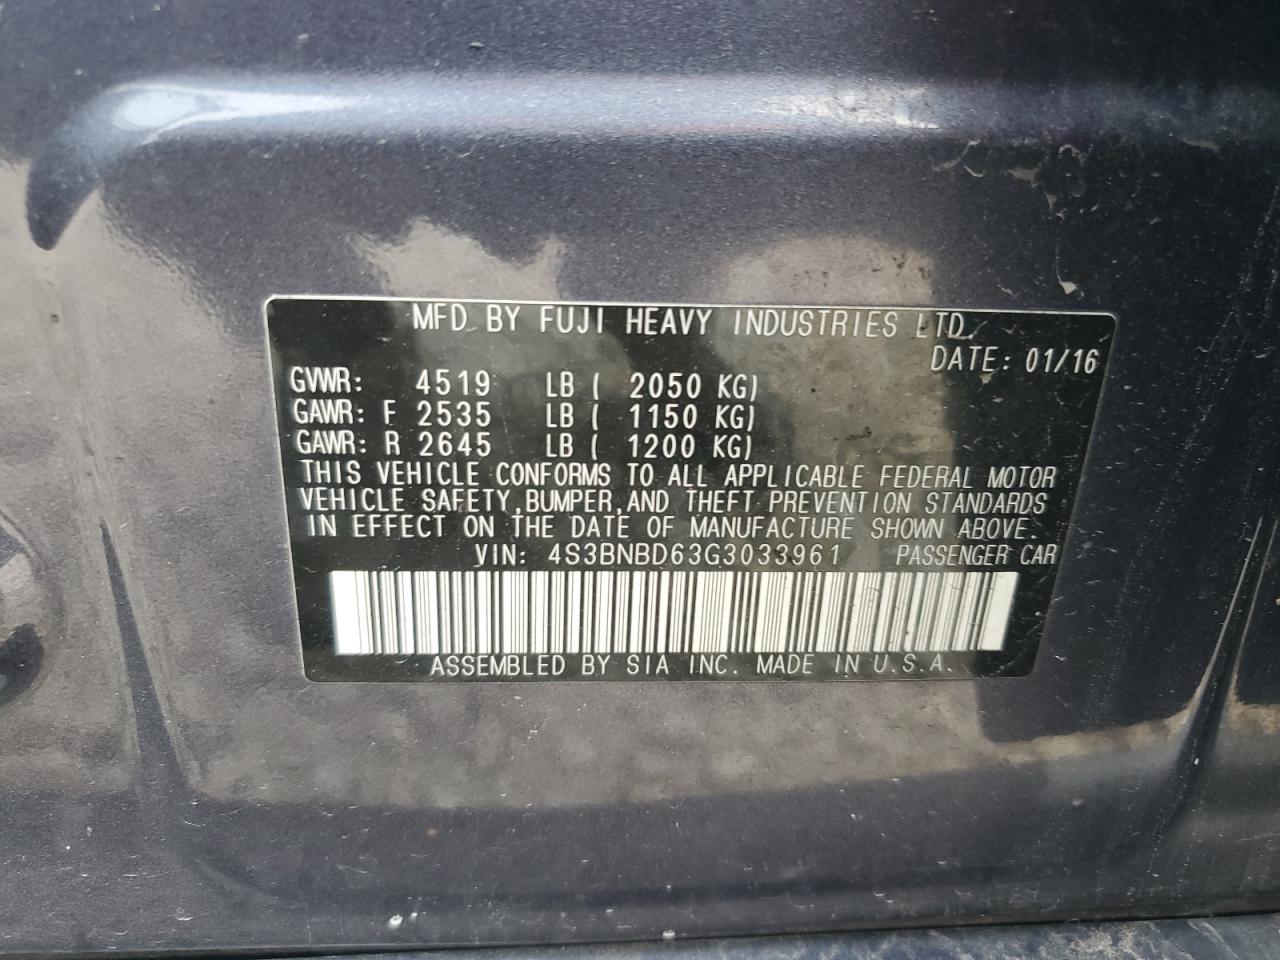 MFD. BY FUJI HEAVY INDUSTRIES LTD.
DATE: 01/16
GVWR: 4519 LB ( 2050 KG)
GAWR: F 2535 LB ( 1150 KG)
GAWR: R 2645 LB ( 1200 KG)
THIS VEHICLE CONFORMS TO ALL APPLICABLE FEDERAL MOTOR
VEHICLE SAFETY, BUMPER, AND THEFT PREVENTION STANDARDS
IN EFFECT ON THE DATE OF MANUFACTURE SHOWN ABOVE.
VIN: 4S3BNBD63G3033961 PASSENGER CAR
ASSEMBLED BY SIA INC. MADE IN U.S.A.